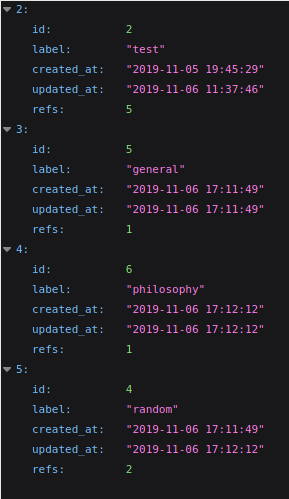 2:
id: 2
label: "test"
created_at: "2019-11-05 19:45:29"
updated_at: "2019-11-06 11:37:46"
refs: 5
3:
id: 5
label: "general"
created_at: "2019-11-06 17:11:49"
updated_at: "2019-11-06 17:11:49"
refs: 1
4:
id: 6
label: "philosophy"
created_at: "2019-11-06 17:12:12"
updated_at: "2019-11-06 17:12:12"
refs: 1
5:
id: 4
label: "random"
created_at: "2019-11-06 17:11:49"
updated_at: "2019-11-06 17:12:12"
refs: 2